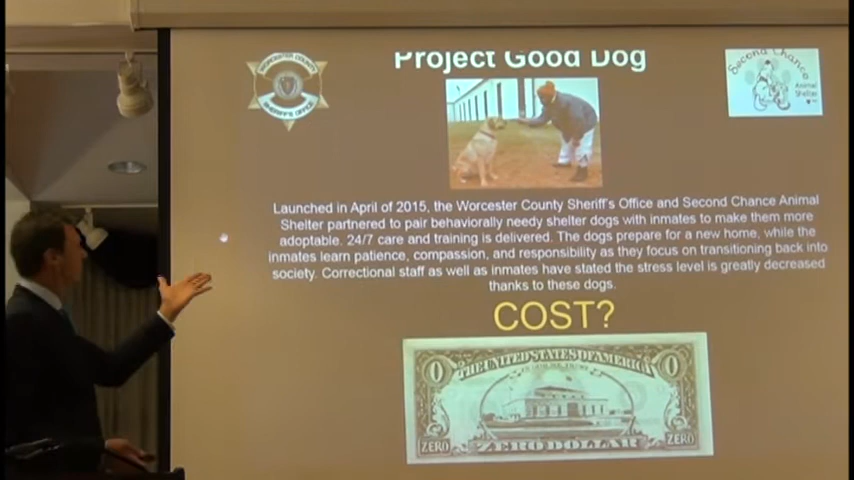 Project Good Dog
WORCESTER COUNTY
SHERIFF'S OFFICE
Second Chance
Animal
Shelter
Launched in April of 2015, the Worcester County Sheriff's Office and Second Chance Animal
Shelter partnered to pair behaviorally needy shelter dogs with inmates to make them more
adoptable. 24/7 care and training is delivered. The dogs prepare for a new home, while the
inmates learn patience, compassion, and responsibility as they focus on transitioning back into
society. Correctional staff as well as inmates have stated the stress level is greatly decreased
thanks to these dogs.
COST?
0 THE UNITED STATES OF AMERICA 0
ZERO ZERO DOLLAR ZERO